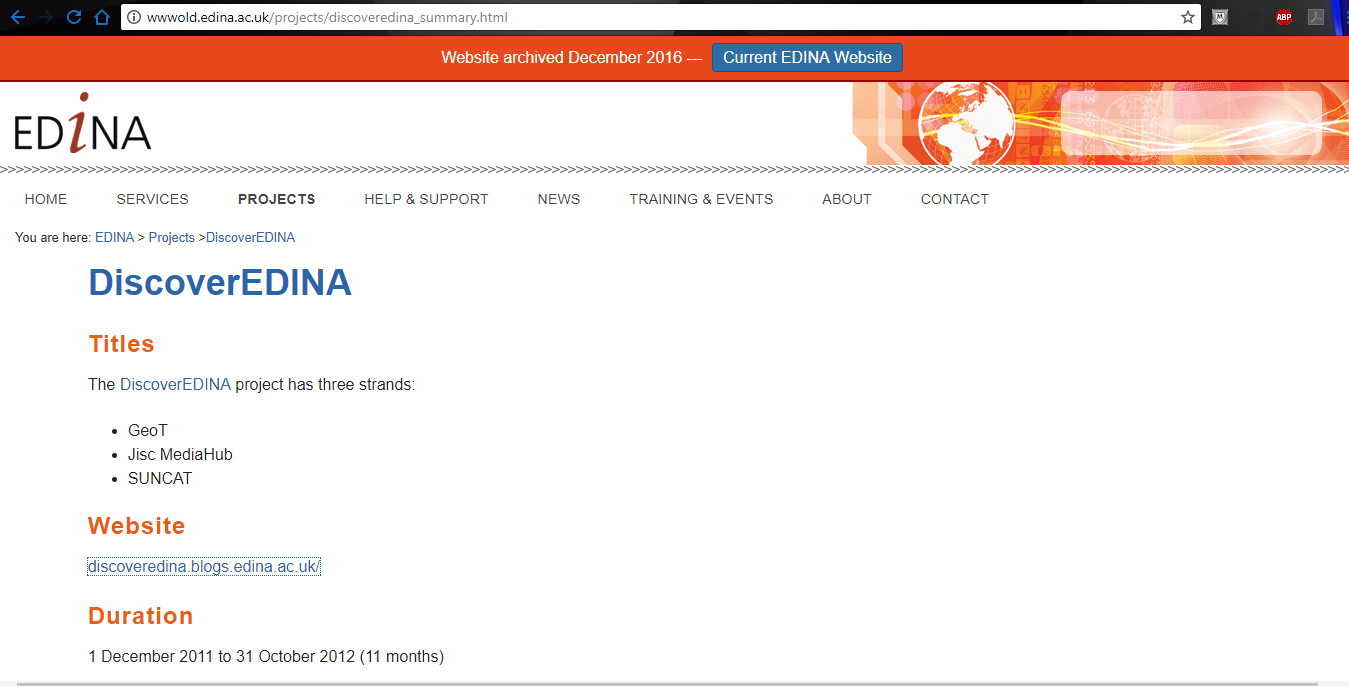 wwwold.edina.ac.uk/projects/discoveredina_summary.html
ABP
Website archived December 2016 --- Current EDINA Website
EDiNA
>>>>>>>>>>>>>>>>>>>>>>>>>>>>>>>>>>>>>>>>>>>>>>>>>>>>>>>>>>>>>>>>>>>>>>>>>>>>>>>>>>>>>>>>>>>>>>>>>>>>
HOME SERVICES PROJECTS HELP & SUPPORT NEWS TRAINING & EVENTS ABOUT CONTACT
You are here: EDINA > Projects >DiscoverEDINA
DiscoverEDINA
Titles
The DiscoverEDINA project has three strands:
• GeoT
• Jisc MediaHub
• SUNCAT
Website
discoveredina.blogs.edina.ac.uk/
Duration
1 December 2011 to 31 October 2012 (11 months)